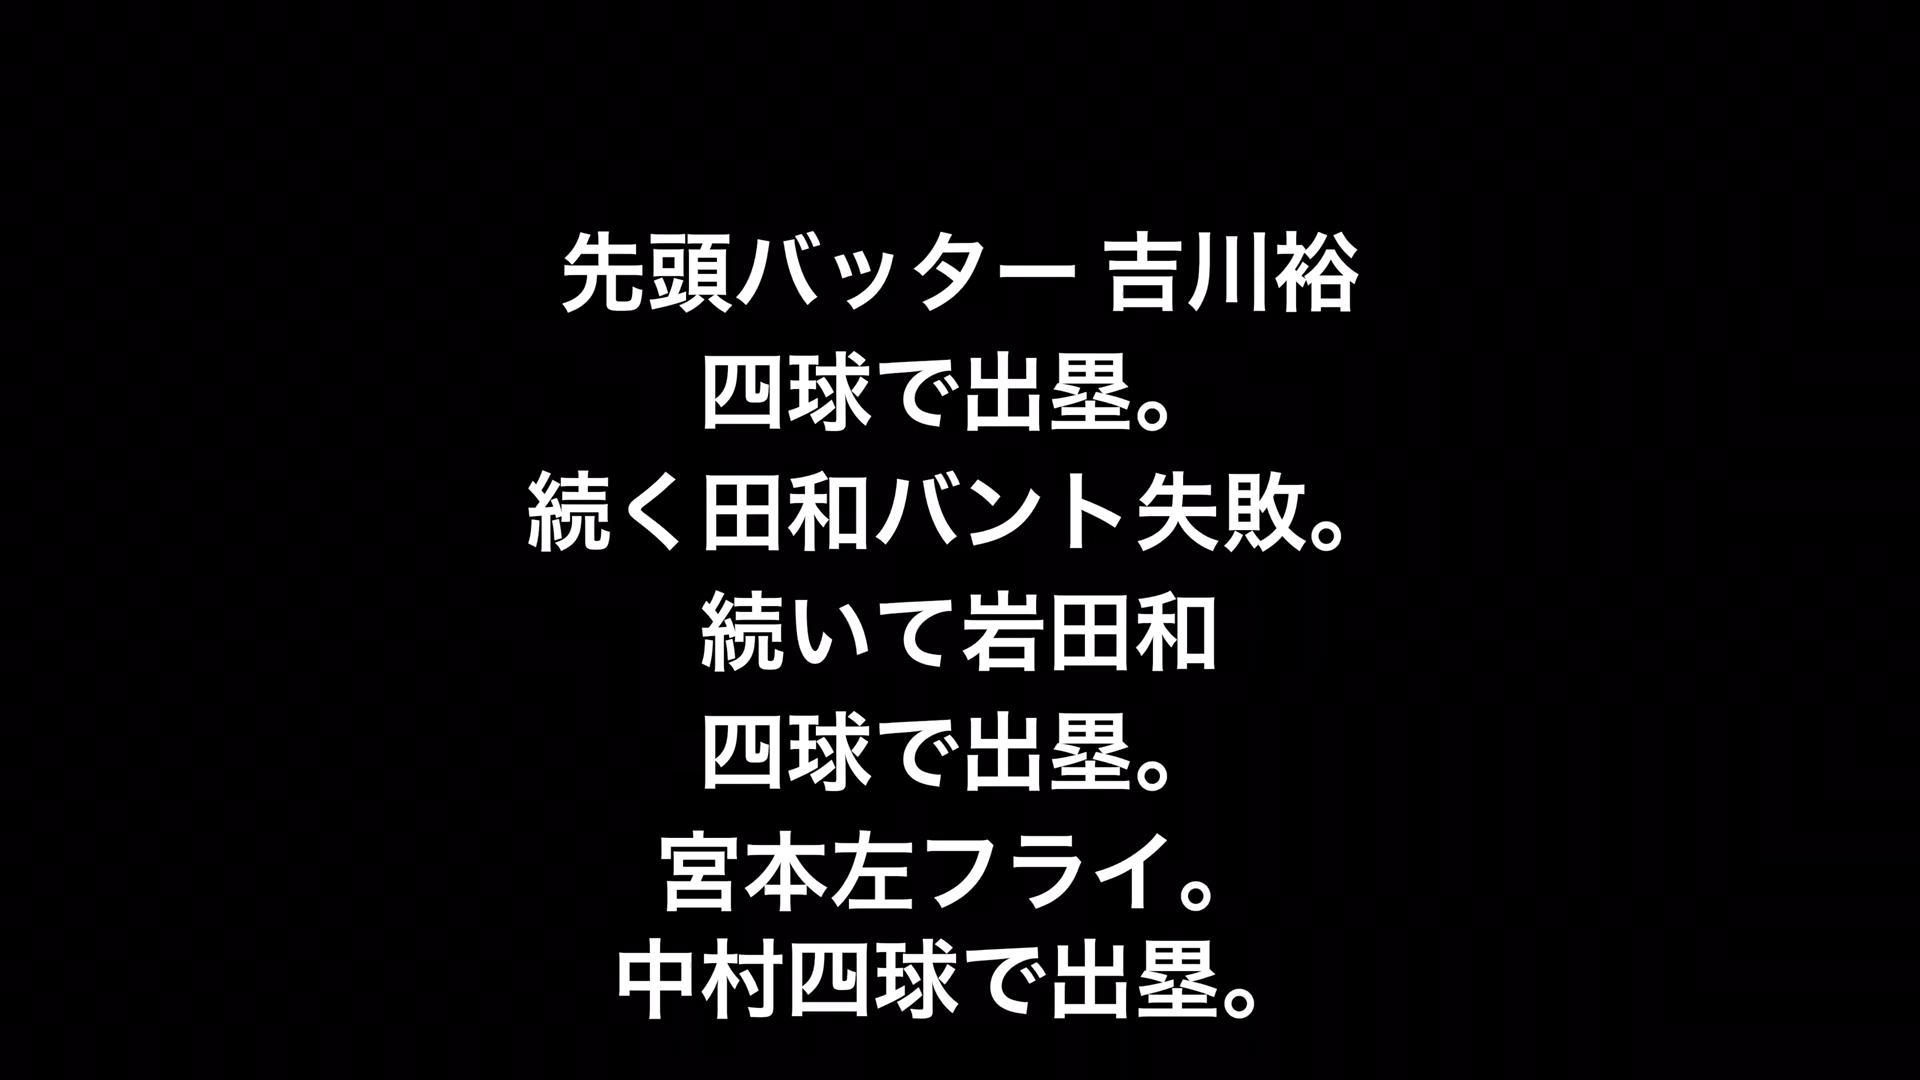 先頭バッター 吉川裕
四球で出塁。
続く田和バント失敗。
続いて岩田和
四球で出塁。
宮本左フライ。
中村四球で出塁。